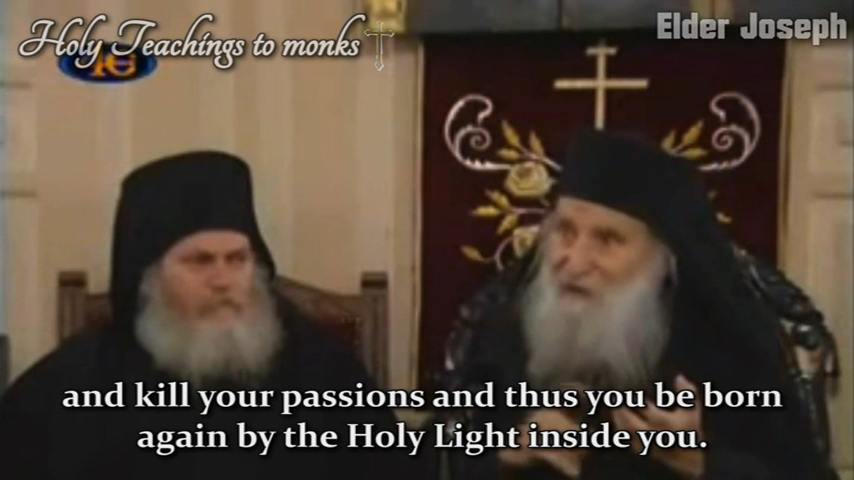 Holy Teachings to monks
Elder Joseph
and kill your passions and thus you be born
again by the Holy Light inside you.